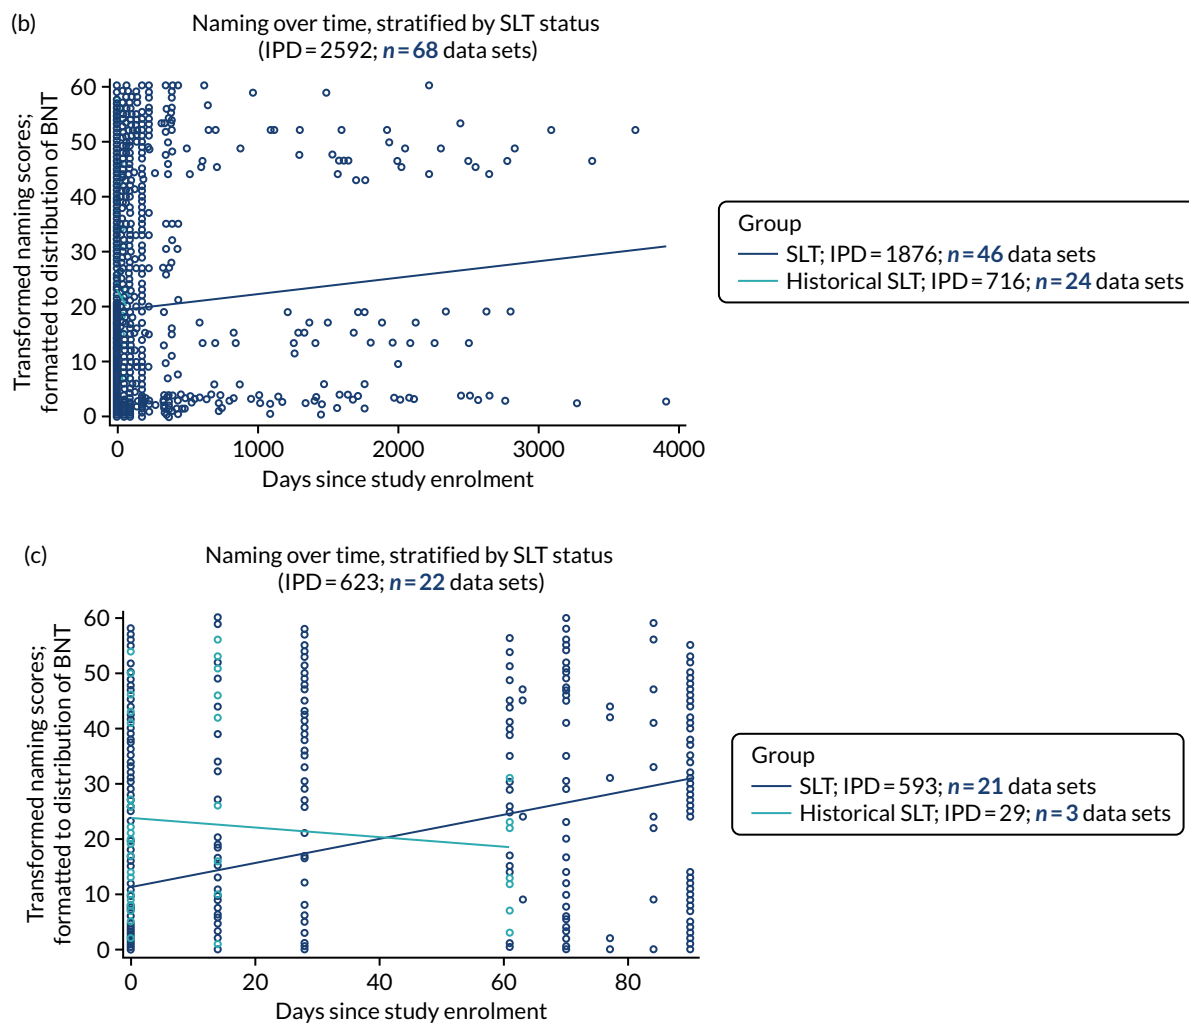 (b)
Naming over time, stratified by SLT status
(IPD = 2592; n = 68 data sets)
Transformed naming scores;
formatted to distribution of BNT
60
50
40
30
20
10
0
0 1000 2000 3000 4000
Days since study enrolment
Group
SLT; IPD = 1876; n = 46 data sets
Historical SLT; IPD = 716; n = 24 data sets
(c)
Naming over time, stratified by SLT status
(IPD = 623; n = 22 data sets)
Transformed naming scores;
formatted to distribution of BNT
60
50
40
30
20
10
0
0 20 40 60 80
Days since study enrolment
Group
SLT; IPD = 593; n = 21 data sets
Historical SLT; IPD = 29; n = 3 data sets